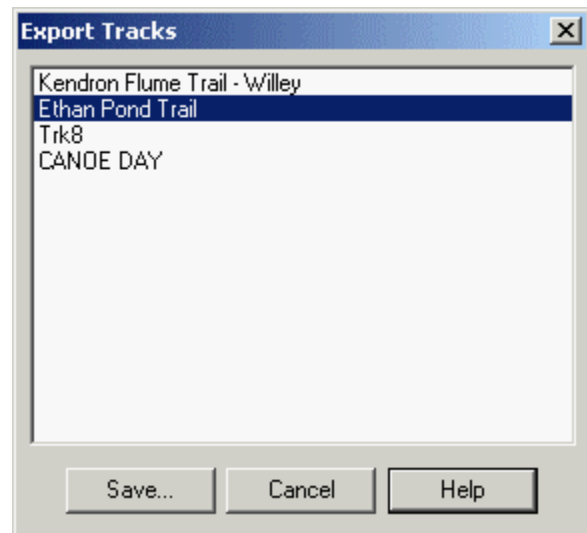 Export Tracks
Kendron Flume Trail - Willey
Ethan Pond Trail
Trk8
CANOE DAY
Save...
Cancel
Help